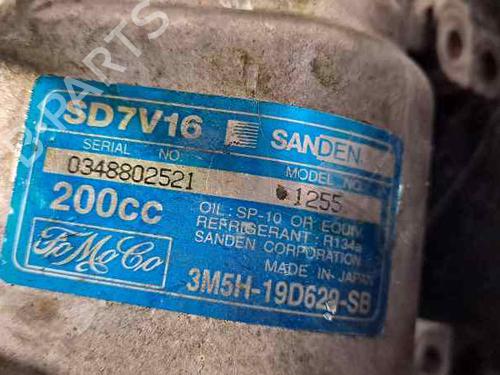 B-PARTS
SD7V16 SANDEN
SERIAL NO. MODEL NO.
0348802521 1255
200cc OIL: SP-10 OR EQUIV.
REFRIGERANT: R134a
SANDEN CORPORATION
MADE IN JAPAN
FoMoCo 3M5H-19D629-SB